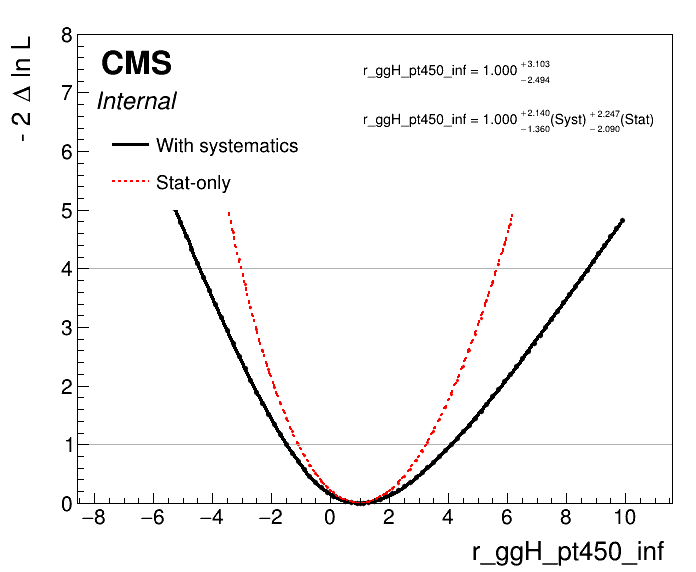 - 2 Δ ln L
8
7
6
5
4
3
2
1
0
CMS
Internal
With systematics
Stat-only
r_ggH_pt450_inf = 1.000 +3.103 -2.494
r_ggH_pt450_inf = 1.000 +2.140 -1.360 (Syst) +2.247 -2.090 (Stat)
−8 −6 −4 −2 0 2 4 6 8 10
r_ggH_pt450_inf